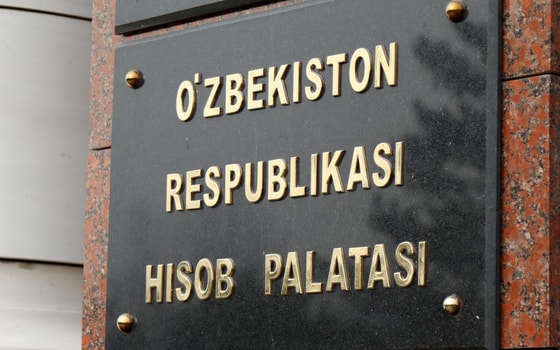 O'ZBEKISTON
RESPUBLIKASI
HISOB PALATASI